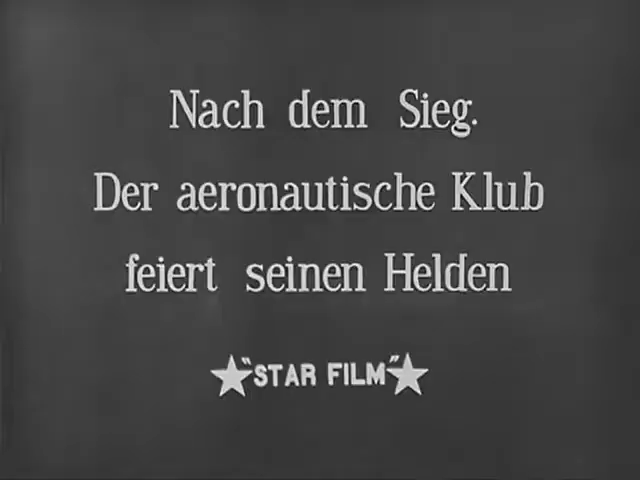 Nach dem Sieg.
Der aeronautische Klub
feiert seinen Helden
"STAR FILM"